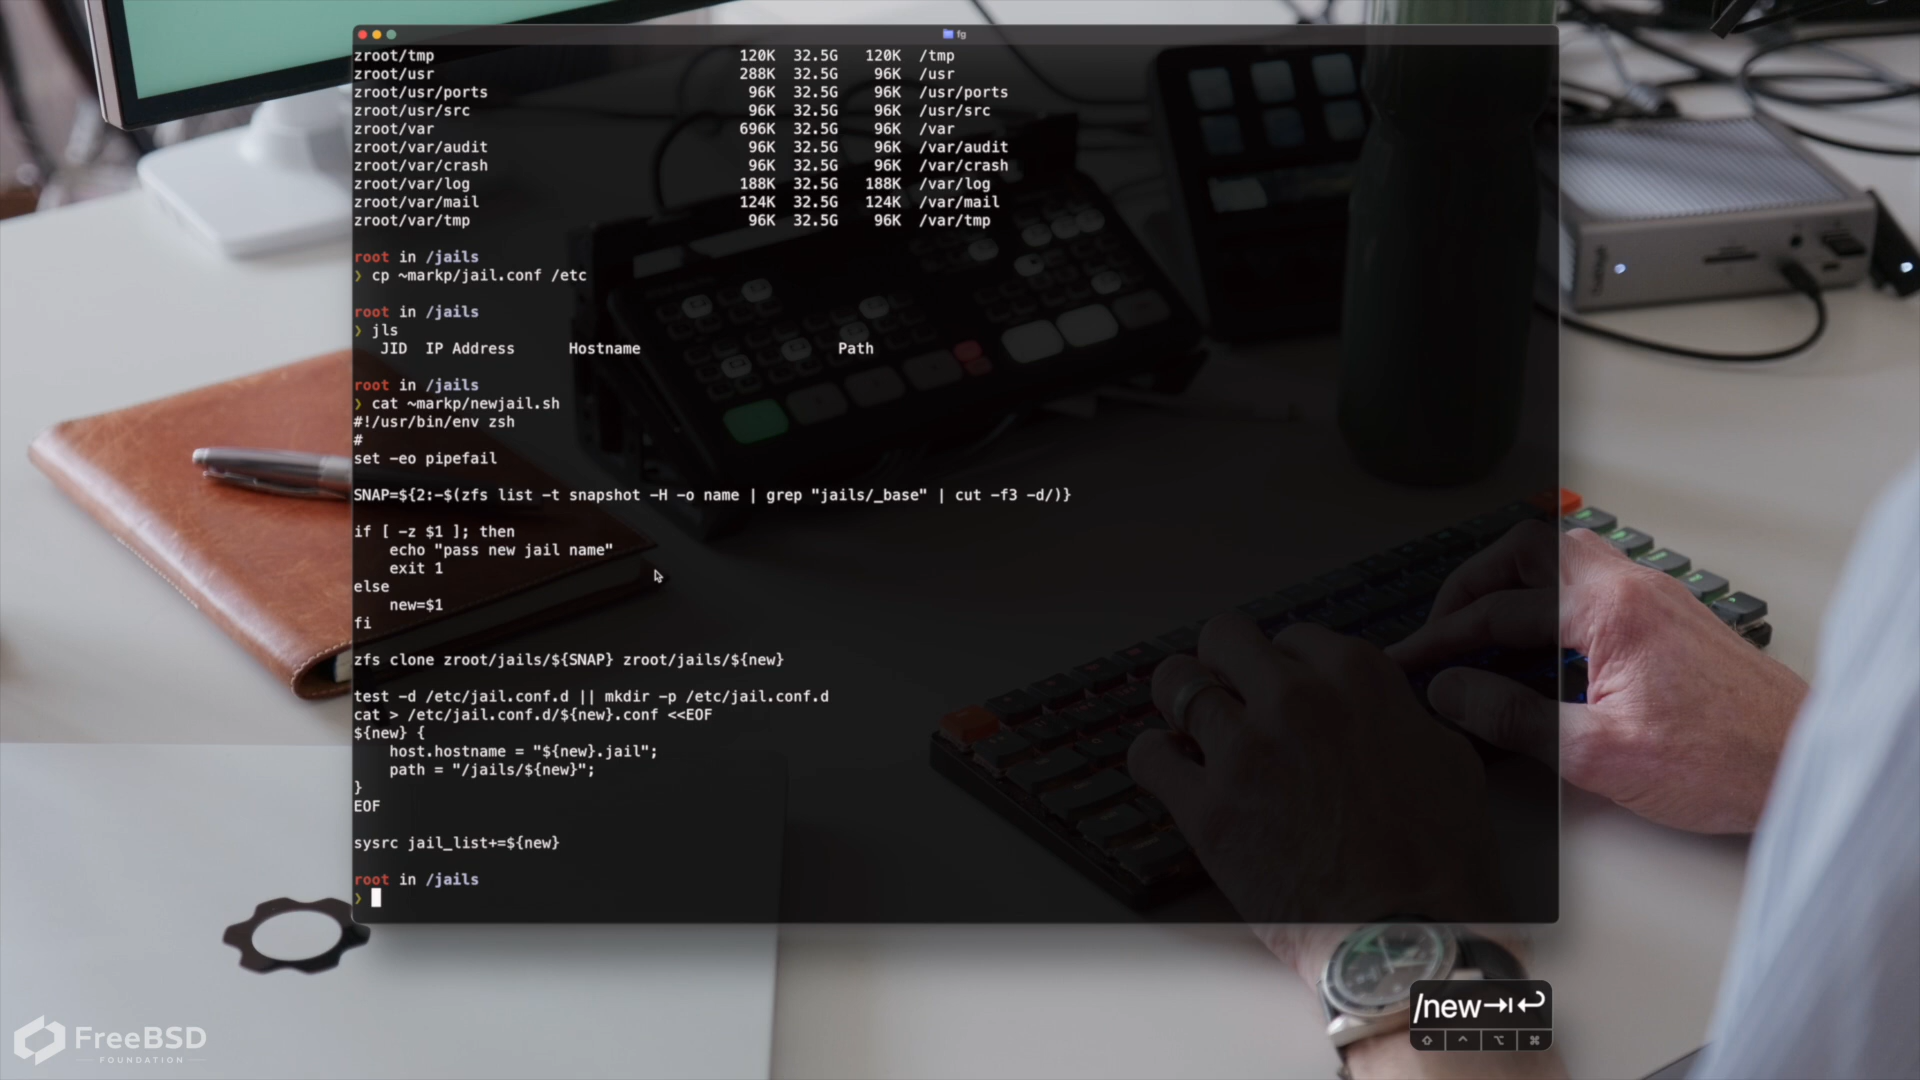 fg
zroot/tmp 120K 32.5G 120K /tmp
zroot/usr 288K 32.5G 96K /usr
zroot/usr/ports 96K 32.5G 96K /usr/ports
zroot/usr/src 96K 32.5G 96K /usr/src
zroot/var 696K 32.5G 96K /var
zroot/var/audit 96K 32.5G 96K /var/audit
zroot/var/crash 96K 32.5G 96K /var/crash
zroot/var/log 188K 32.5G 188K /var/log
zroot/var/mail 124K 32.5G 124K /var/mail
zroot/var/tmp 96K 32.5G 96K /var/tmp
root in /jails
❯ cp ~markp/jail.conf /etc
root in /jails
❯ jls
JID IP Address Hostname Path
root in /jails
❯ cat ~markp/newjail.sh
#!/usr/bin/env zsh
#
set -eo pipefail
SNAP=${2:-$(zfs list -t snapshot -H -o name | grep "jails/_base" | cut -f3 -d/)}
if [ -z $1 ]; then
echo "pass new jail name"
exit 1
else
new=$1
fi
zfs clone zroot/jails/${SNAP} zroot/jails/${new}
test -d /etc/jail.conf.d || mkdir -p /etc/jail.conf.d
cat > /etc/jail.conf.d/${new}.conf <<EOF
${new} {
host.hostname = "${new}.jail";
path = "/jails/${new}";
}
EOF
sysrc jail_list+=${new}
root in /jails
❯
/new⇥↩
⇧ ⌃ ⌥ ⌘
FreeBSD
FOUNDATION